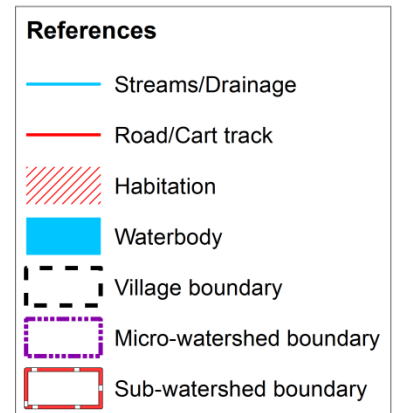 References
Streams/Drainage
Road/Cart track
Habitation
Waterbody
Village boundary
Micro-watershed boundary
Sub-watershed boundary